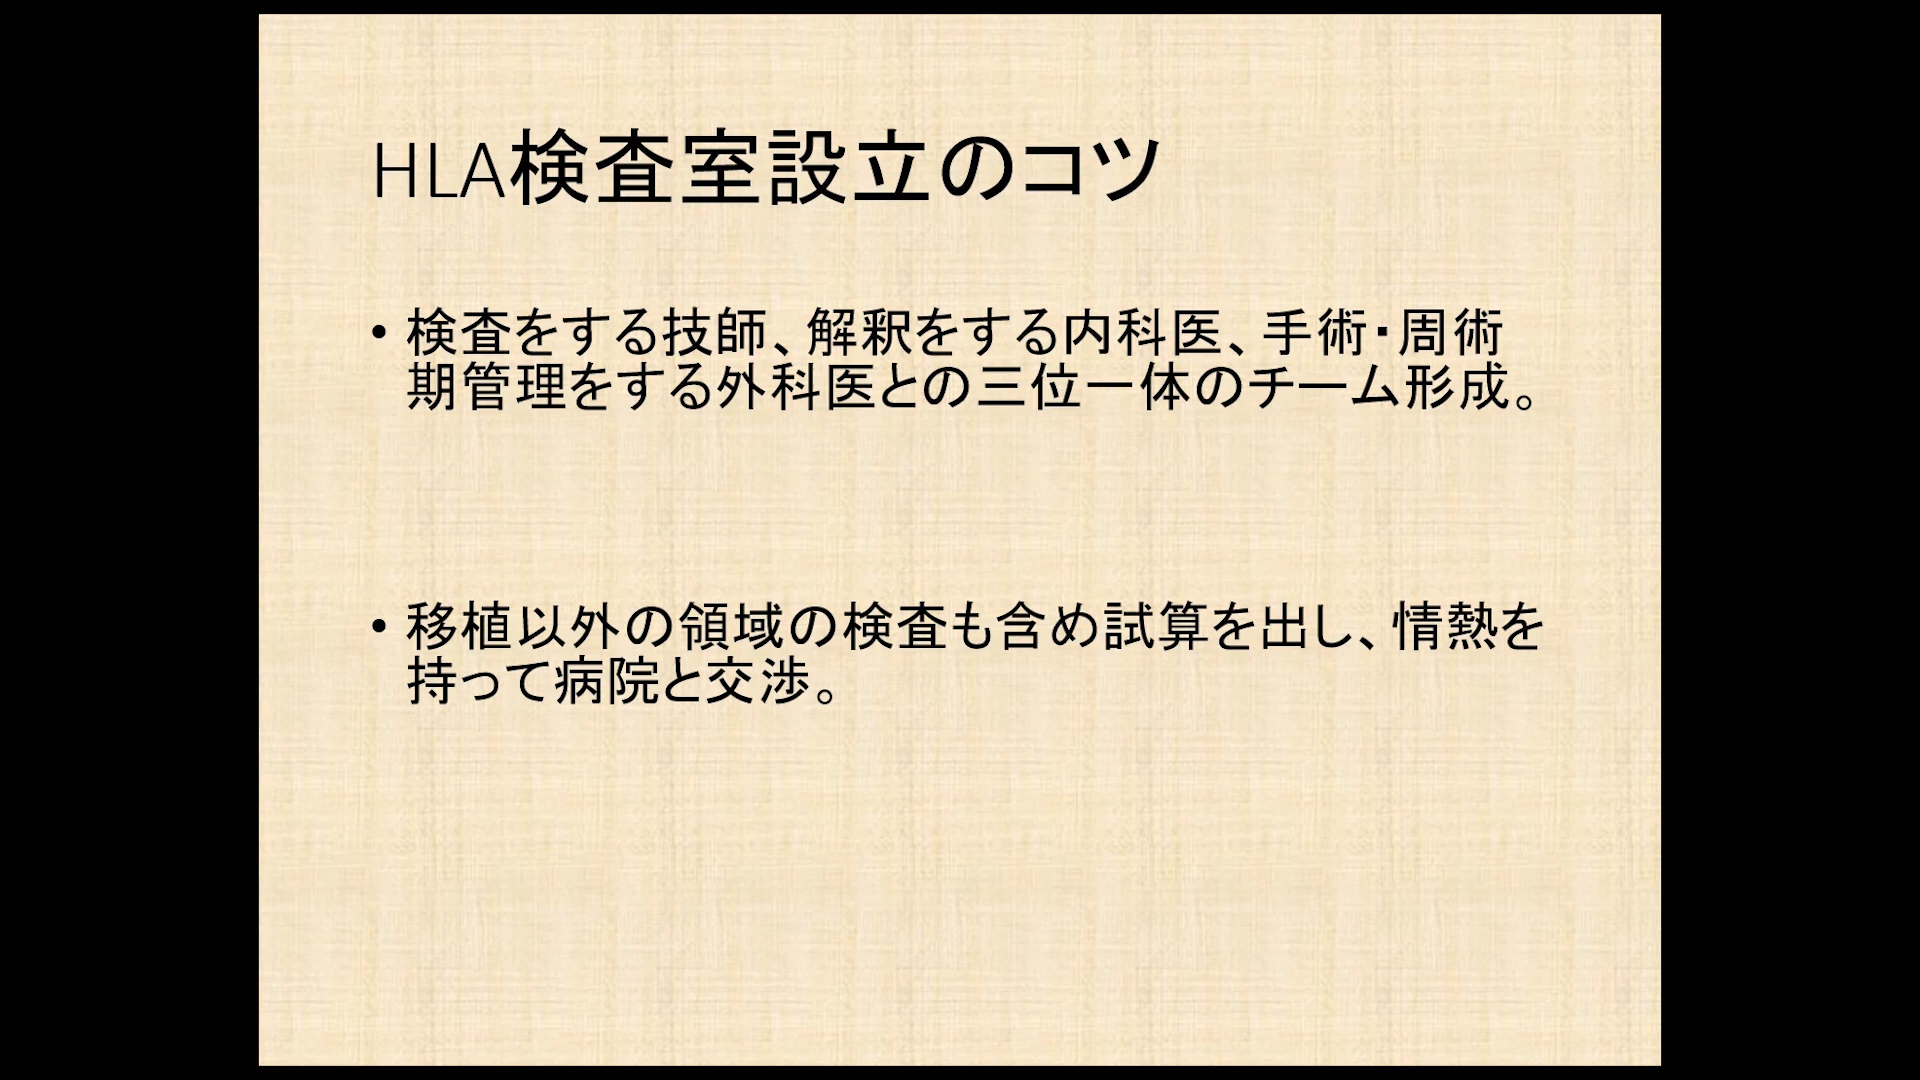 HLA検査室設立のコツ
• 検査をする技師、解釈をする内科医、手術・周術
期管理をする外科医との三位一体のチーム形成。
• 移植以外の領域の検査も含め試算を出し、情熱を
持って病院と交渉。